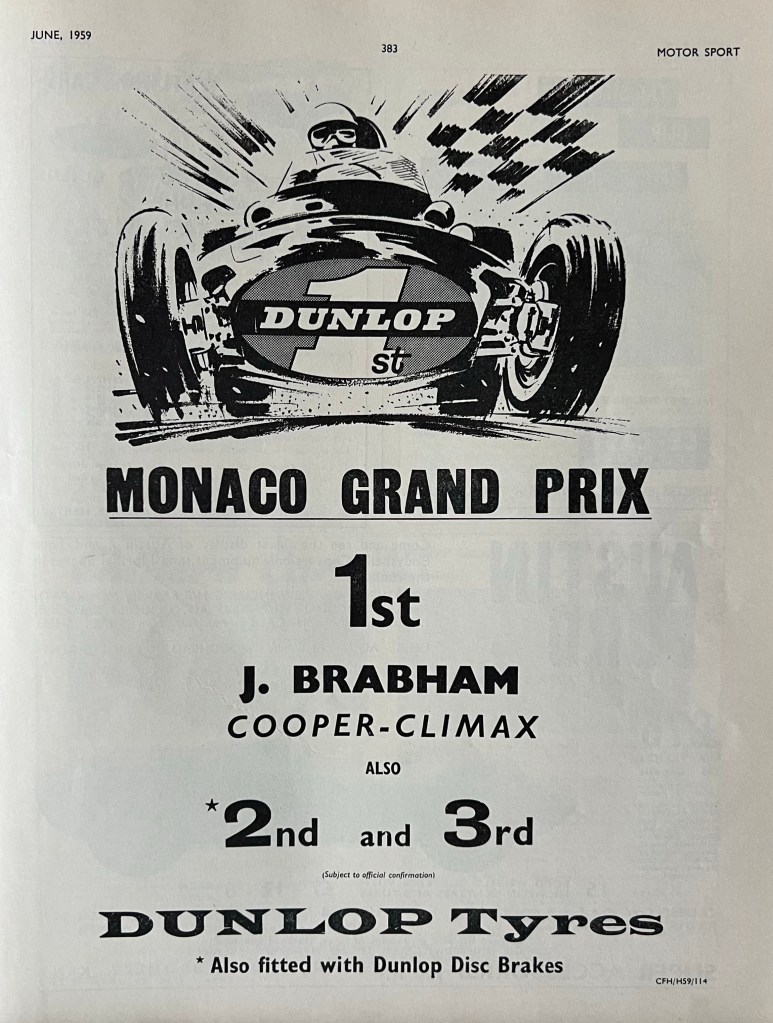 JUNE, 1959
383
MOTOR SPORT
1
DUNLOP
st
MONACO GRAND PRIX
1st
J. BRABHAM
COOPER-CLIMAX
ALSO
*2nd and 3rd
(Subject to official confirmation)
DUNLOP Tyres
* Also fitted with Dunlop Disc Brakes
CFH/H59/114